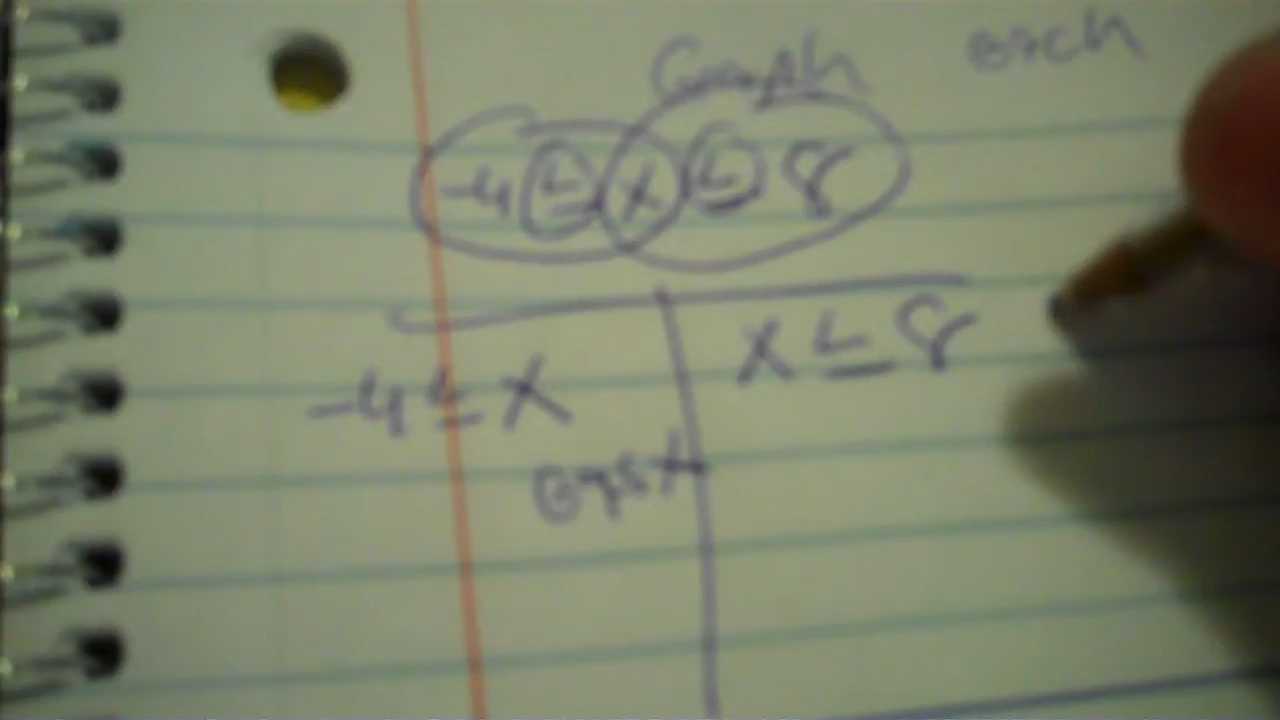 Graph each
-4 ≤ x ≤ 8
-4 ≤ x
x ≤ 8